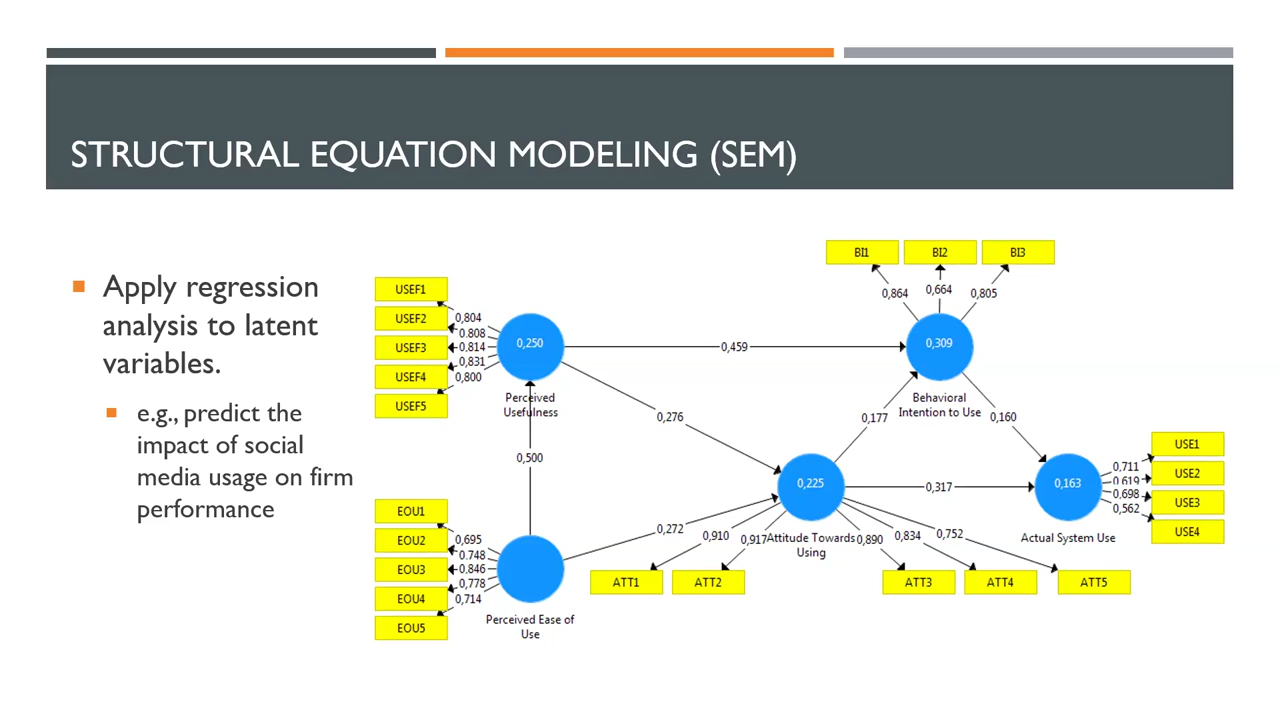 STRUCTURAL EQUATION MODELING (SEM)
Apply regression
analysis to latent
variables.
e.g., predict the
impact of social
media usage on firm
performance
BI1 BI2 BI3
0,864 0,664 0,805
USEF1
USEF2
USEF3
USEF4
USEF5
0,804
0.808
0.814
0,831
0,800
0,250
Perceived
Usefulness
0,459
0,309
Behavioral
Intention to Use
0,276
0,177
0,160
0,500
0,225
Attitude Towards
Using
0,317
0,163
Actual System Use
0,711
0,619
0,698
0,562
USE1
USE2
USE3
USE4
EOU1
EOU2
EOU3
EOU4
EOU5
0,695
0.748
0.846
0,778
0,714
Perceived Ease of
Use
0,272
0,910 0,917 0,890 0,834 0,752
ATT1 ATT2 ATT3 ATT4 ATT5